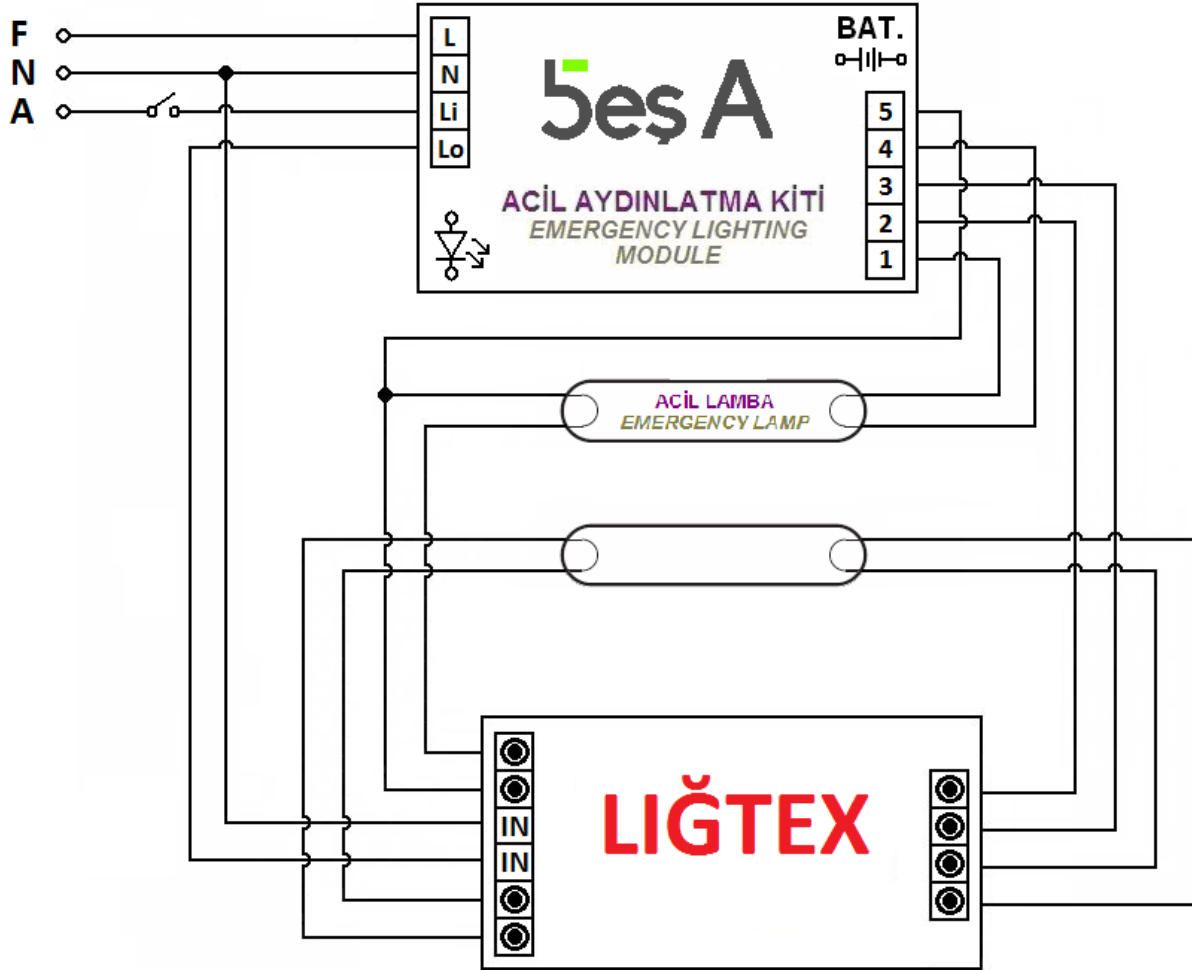 F
N
A
L
N
Li
Lo
BAT.
5eş A
5
4
3
2
1
ACİL AYDINLATMA KİTİ
EMERGENCY LIGHTING
MODULE
ACİL LAMBA
EMERGENCY LAMP
IN
IN
LIĞTEX